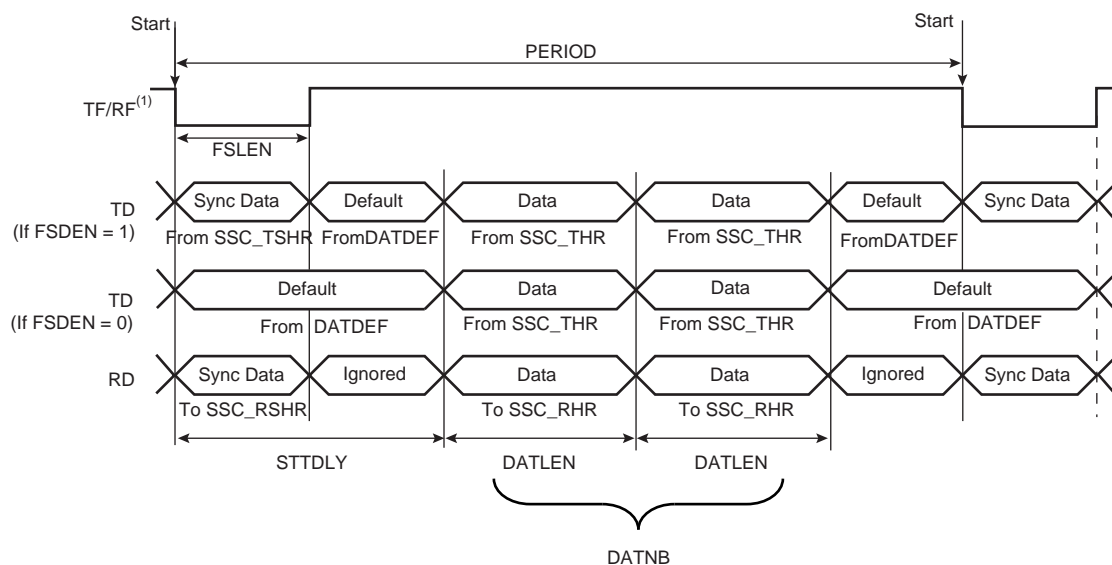 Start
Start
PERIOD
TF/RF(1)
FSLEN
TD
(If FSDEN = 1)
Sync Data
Default
Data
Data
Default
Sync Data
From SSC_TSHR
FromDATDEF
From SSC_THR
From SSC_THR
FromDATDEF
TD
(If FSDEN = 0)
Default
Data
Data
Default
From DATDEF
From SSC_THR
From SSC_THR
From DATDEF
RD
Sync Data
Ignored
Data
Data
Ignored
Sync Data
To SSC_RSHR
To SSC_RHR
To SSC_RHR
STTDLY
DATLEN
DATLEN
DATNB